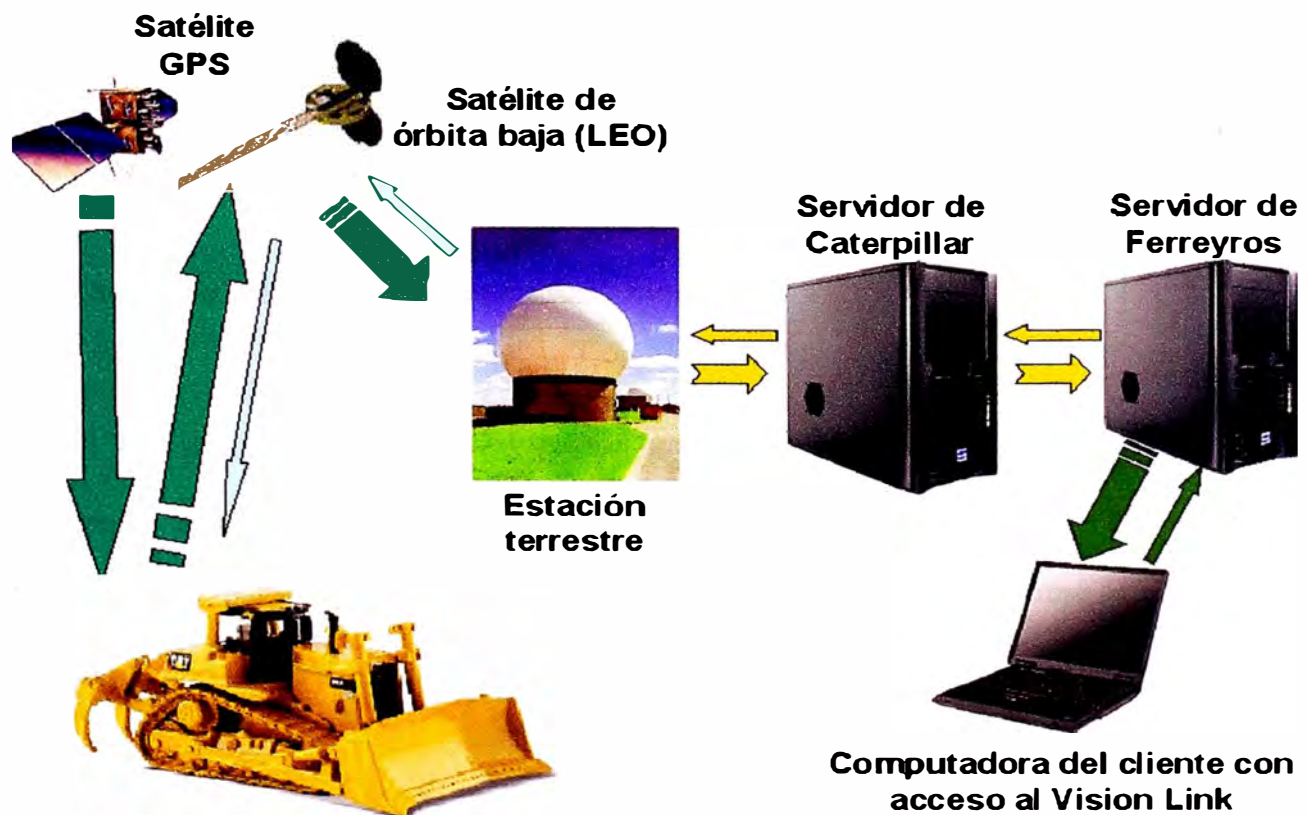 Satélite
GPS
Satélite de
órbita baja (LEO)
Servidor de
Caterpillar
Servidor de
Ferreyros
Estación
terrestre
CAT
Computadora del cliente con
acceso al Vision Link